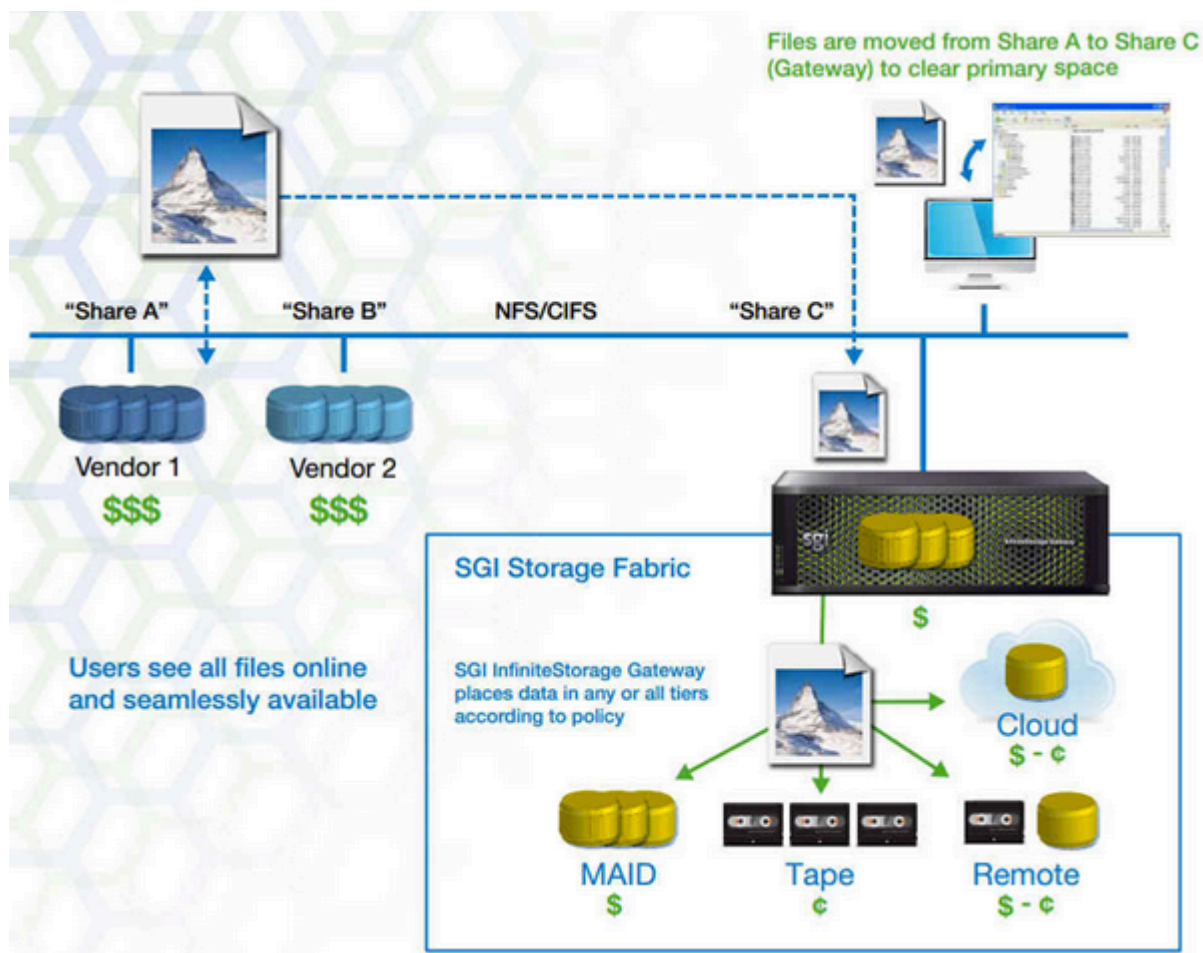 Files are moved from Share A to Share C
(Gateway) to clear primary space
“Share A”
“Share B”
NFS/CIFS
“Share C”
Vendor 1
$$$
Vendor 2
$$$
sgi
SGI Storage Fabric
$
Users see all files online
and seamlessly available
SGI InfiniteStorage Gateway
places data in any or all tiers
according to policy
Cloud
$ - ¢
MAID
$
Tape
¢
Remote
$ - ¢